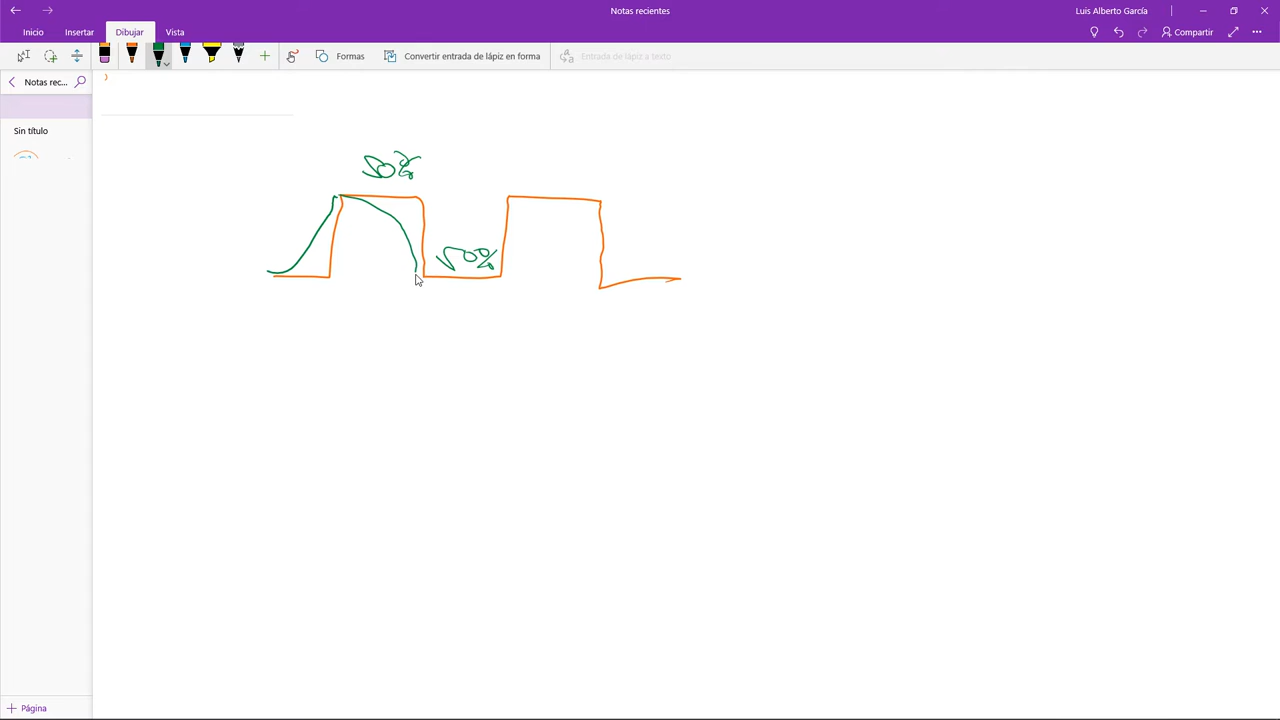 Notas recientes
Luis Alberto García
Inicio
Insertar
Dibujar
Vista
Compartir
Formas
Convertir entrada de lápiz en forma
Entrada de lápiz a texto
Notas rec...
Sin título
50%
50%
Página